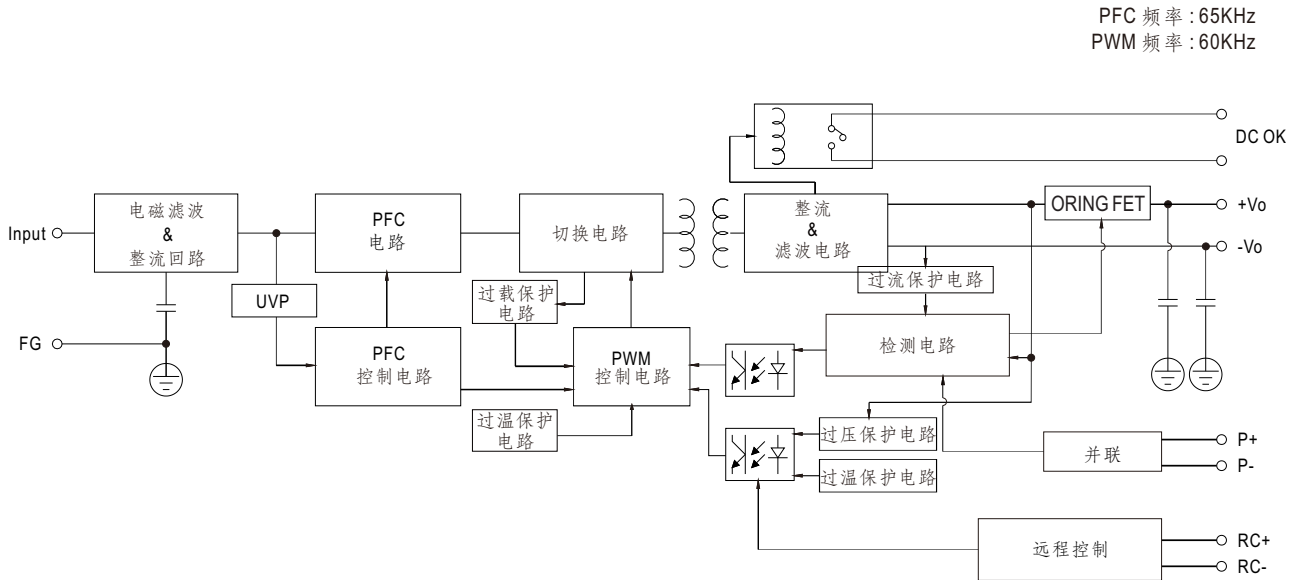 PFC 频率 : 65KHz
PWM 频率 : 60KHz
DC OK
Input
电磁滤波
&
整流回路
PFC
电路
切换电路
整流
&
滤波电路
ORING FET
+Vo
-Vo
UVP
过载保护
电路
过流保护电路
FG
PFC
控制电路
PWM
控制电路
检测电路
过温保护
电路
过压保护电路
过温保护电路
并联
P+
P-
远程控制
RC+
RC-